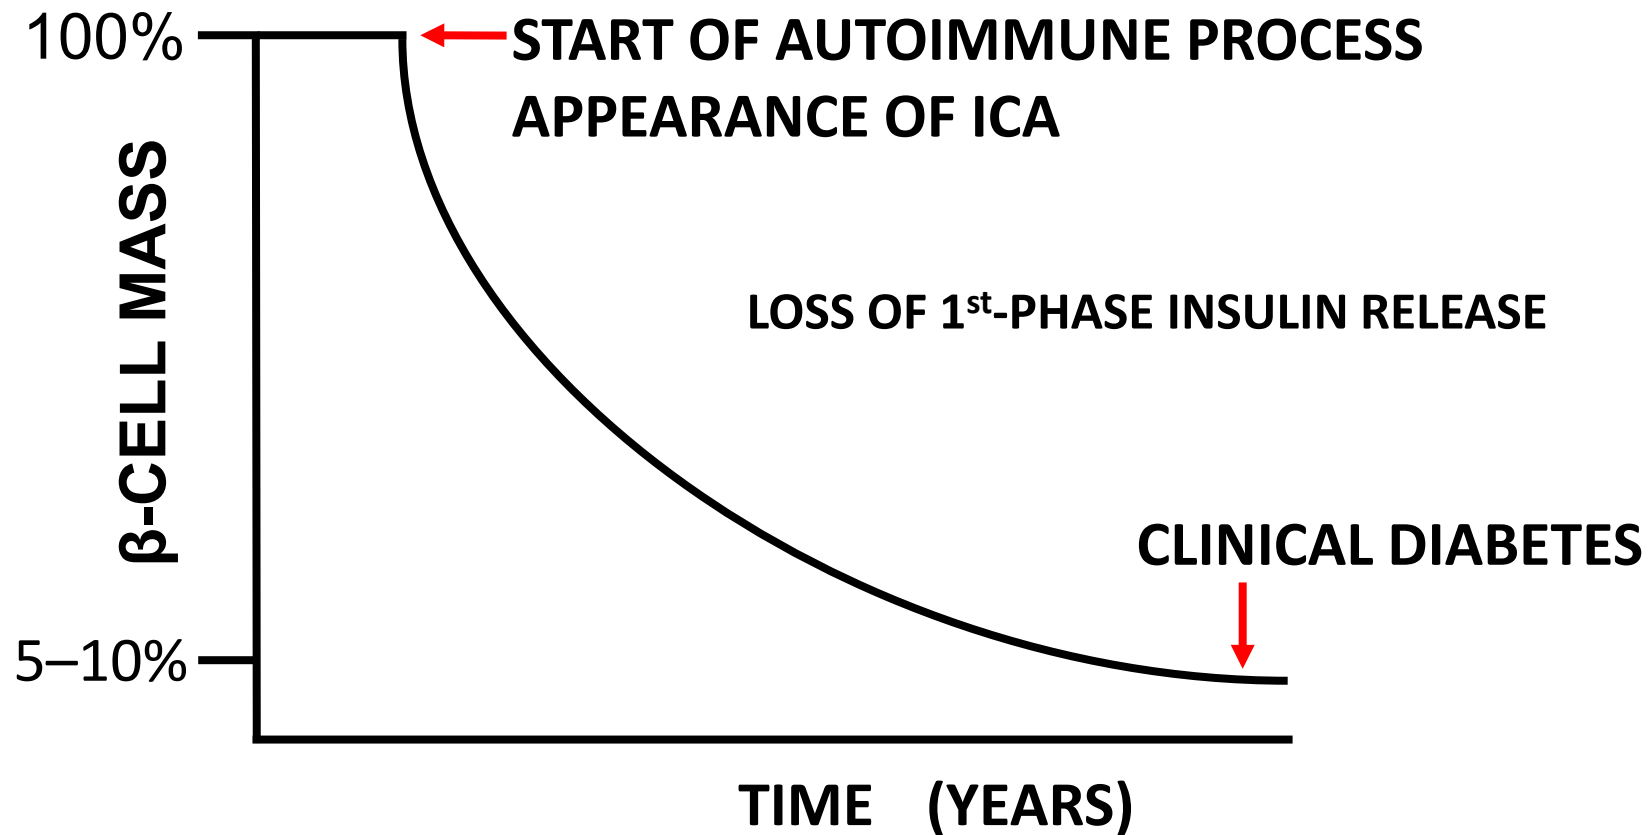 100%
START OF AUTOIMMUNE PROCESS
APPEARANCE OF ICA
β-CELL MASS
LOSS OF 1st-PHASE INSULIN RELEASE
CLINICAL DIABETES
5–10%
TIME (YEARS)